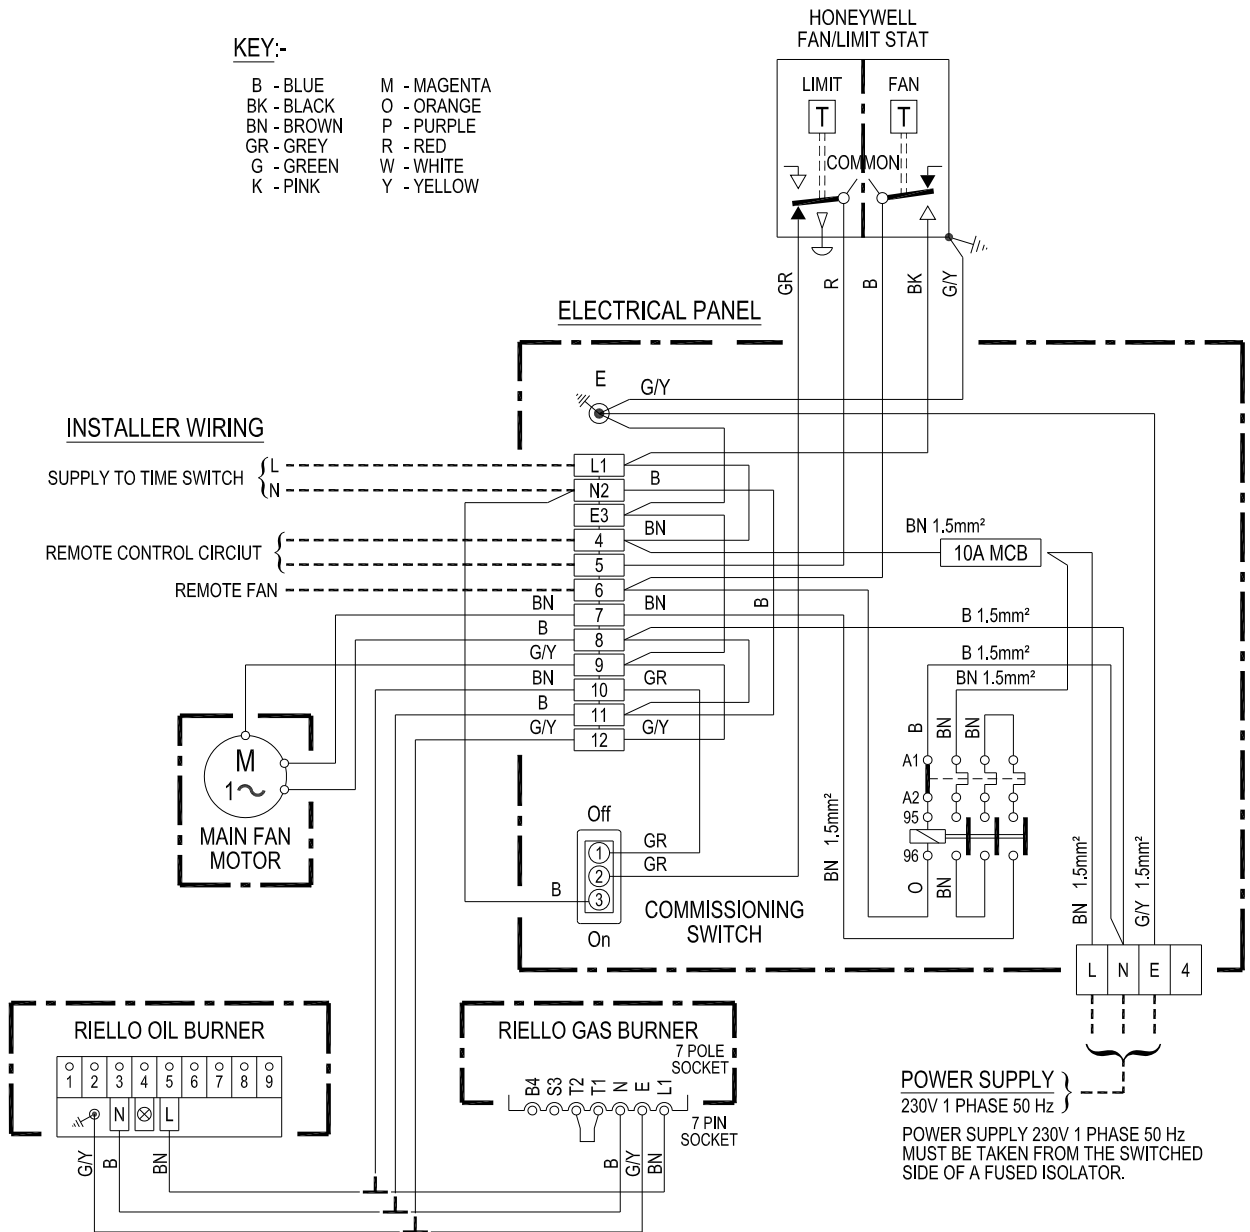 HONEYWELL
FAN/LIMIT STAT
KEY:-
B - BLUE
BK - BLACK
BN - BROWN
GR - GREY
G - GREEN
K - PINK
M - MAGENTA
O - ORANGE
P - PURPLE
R - RED
W - WHITE
Y - YELLOW
LIMIT
FAN
T
T
COMMON
GR
R
B
BK
G/Y
ELECTRICAL PANEL
E
G/Y
INSTALLER WIRING
SUPPLY TO TIME SWITCH
L
N
REMOTE CONTROL CIRCIUT
REMOTE FAN
L1
N2
E3
4
5
6
7
8
9
10
11
12
B
BN
BN
B
GR
G/Y
BN
B
G/Y
BN
B
G/Y
BN 1.5mm²
10A MCB
B 1.5mm²
B 1.5mm²
BN 1.5mm²
B
BN
BN
A1
A2
95
96
O
BN
BN 1.5mm²
BN 1.5mm²
G/Y 1.5mm²
M
1~
MAIN FAN
MOTOR
Off
1
2
3
On
GR
GR
B
COMMISSIONING
SWITCH
L
N
E
4
RIELLO OIL BURNER
1
2
3
4
5
6
7
8
9
N
L
G/Y
B
BN
RIELLO GAS BURNER
7 POLE
SOCKET
B4
S3
T2
T1
N
E
L1
7 PIN
SOCKET
B
G/Y
BN
POWER SUPPLY
230V 1 PHASE 50 Hz
POWER SUPPLY 230V 1 PHASE 50 Hz
MUST BE TAKEN FROM THE SWITCHED
SIDE OF A FUSED ISOLATOR.